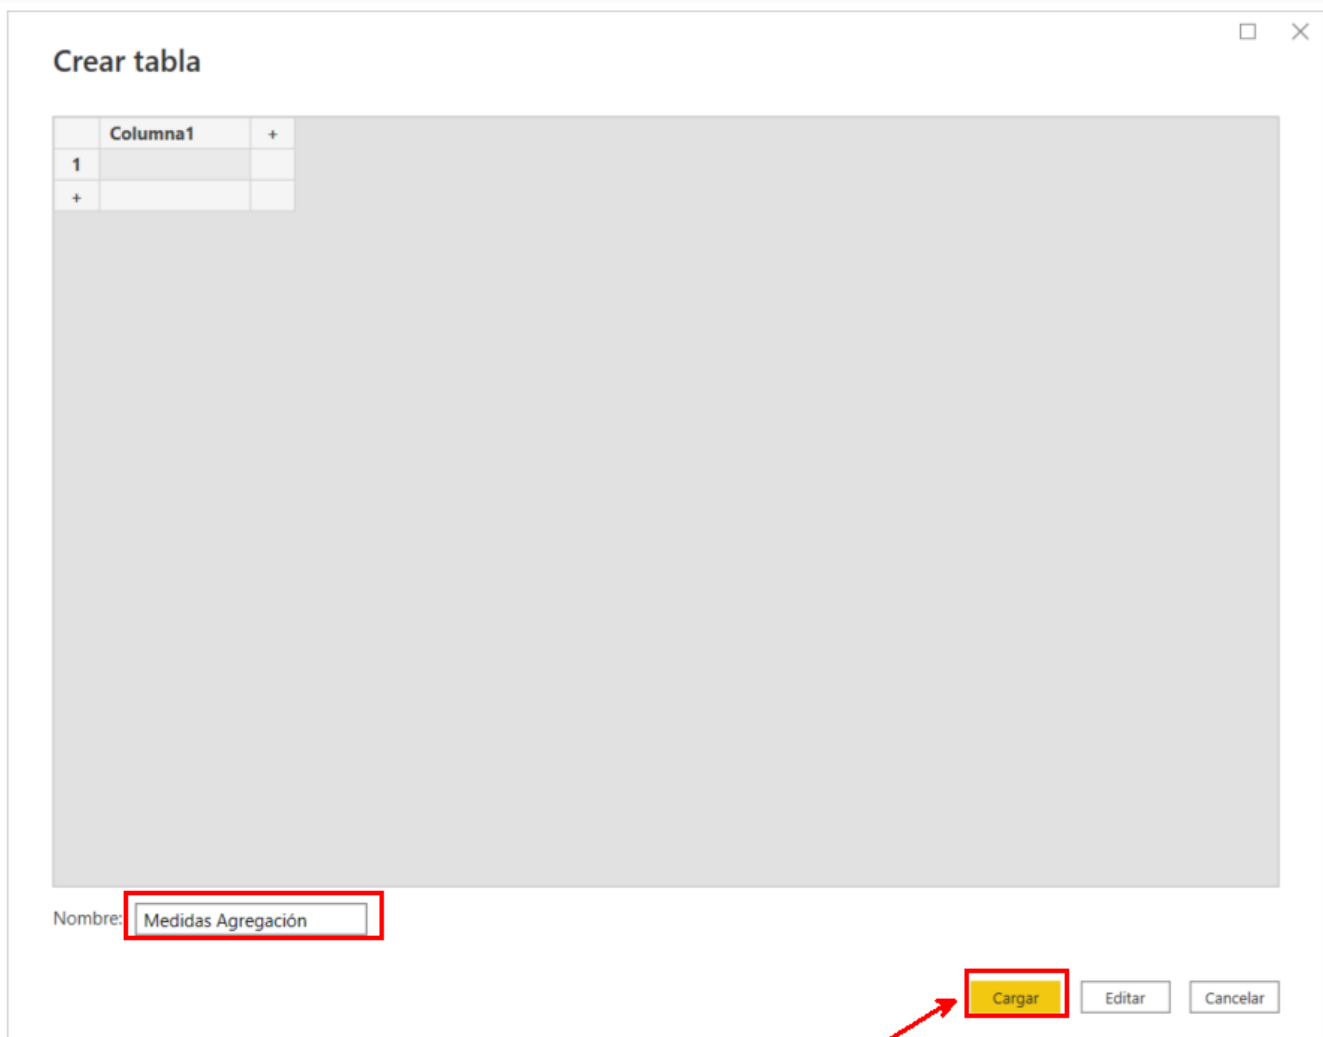 Crear tabla
Columna1 +
1
+
Nombre: Medidas Agregación
Cargar Editar Cancelar